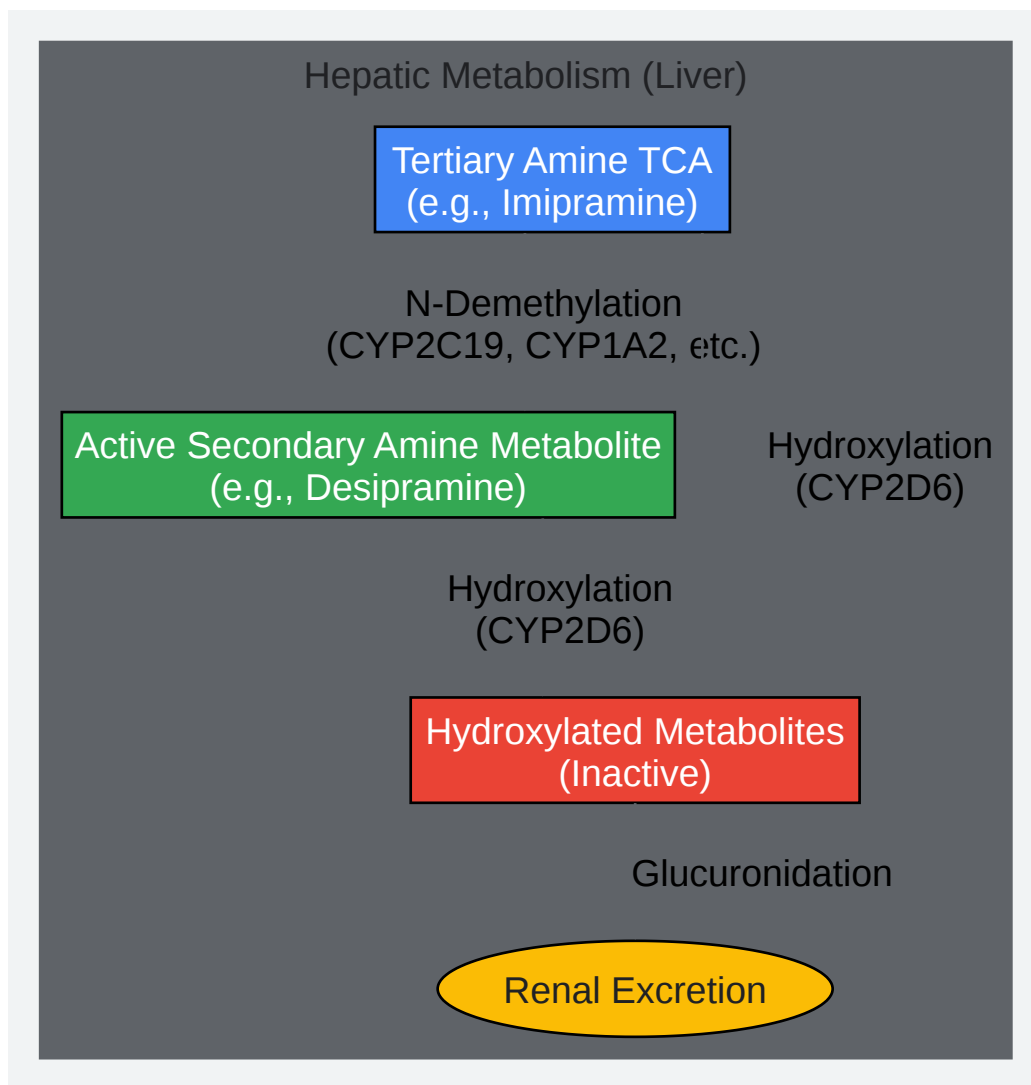 Hepatic Metabolism (Liver)
Tertiary Amine TCA
(e.g., Imipramine)
N-Demethylation
(CYP2C19, CYP1A2, etc.)
Active Secondary Amine Metabolite
(e.g., Desipramine)
Hydroxylation
(CYP2D6)
Hydroxylation
(CYP2D6)
Hydroxylated Metabolites
(Inactive)
Glucuronidation
Renal Excretion